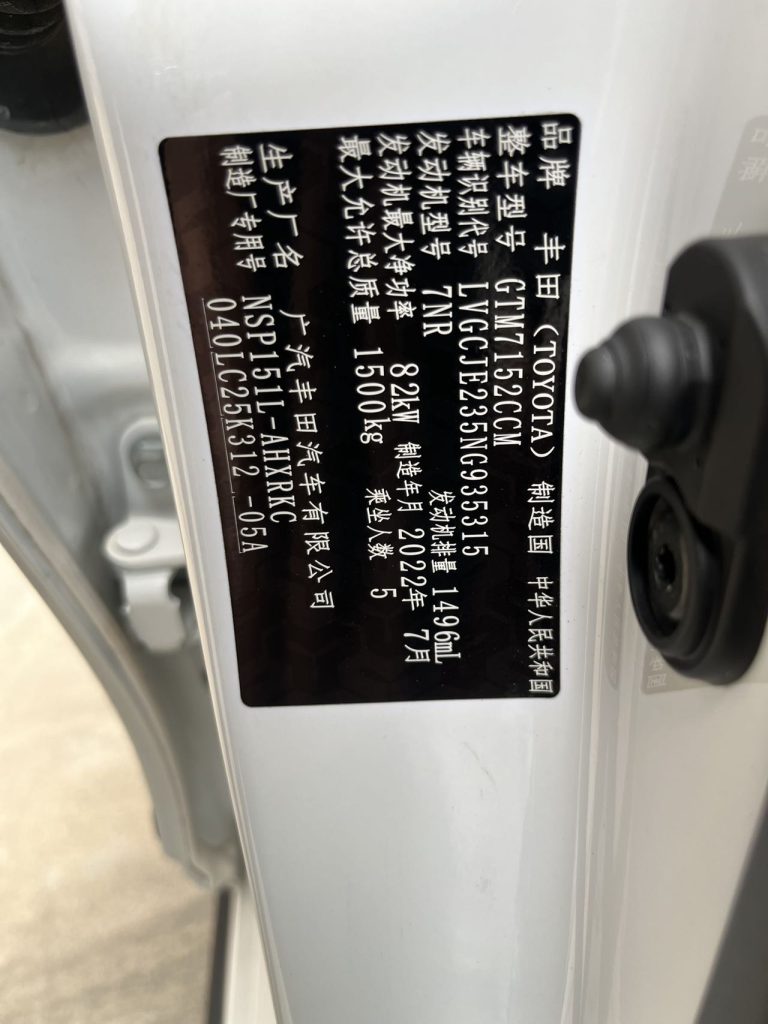 品牌 丰田（TOYOTA） 制造国 中华人民共和国
整车型号 GTM7152CCM
车辆识别代号 LVGCJE235NG935315
发动机型号 7NR 发动机排量 1496mL
发动机最大净功率 82kW 制造年月 2022年 7月
最大允许总质量 1500kg 乘坐人数 5
生产厂名 广汽丰田汽车有限公司
制造厂专用号 NSP151L-AHXRKC
040LC25K312 -05A